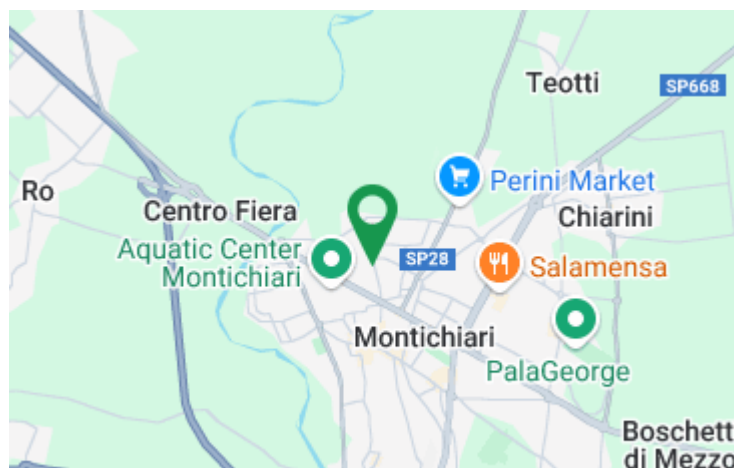 Teotti
SP668
Ro
Perini Market
Centro Fiera
Chiarini
Aquatic Center
Montichiari
SP28
Salamensa
Montichiari
PalaGeorge
Boschett
di Mezzo